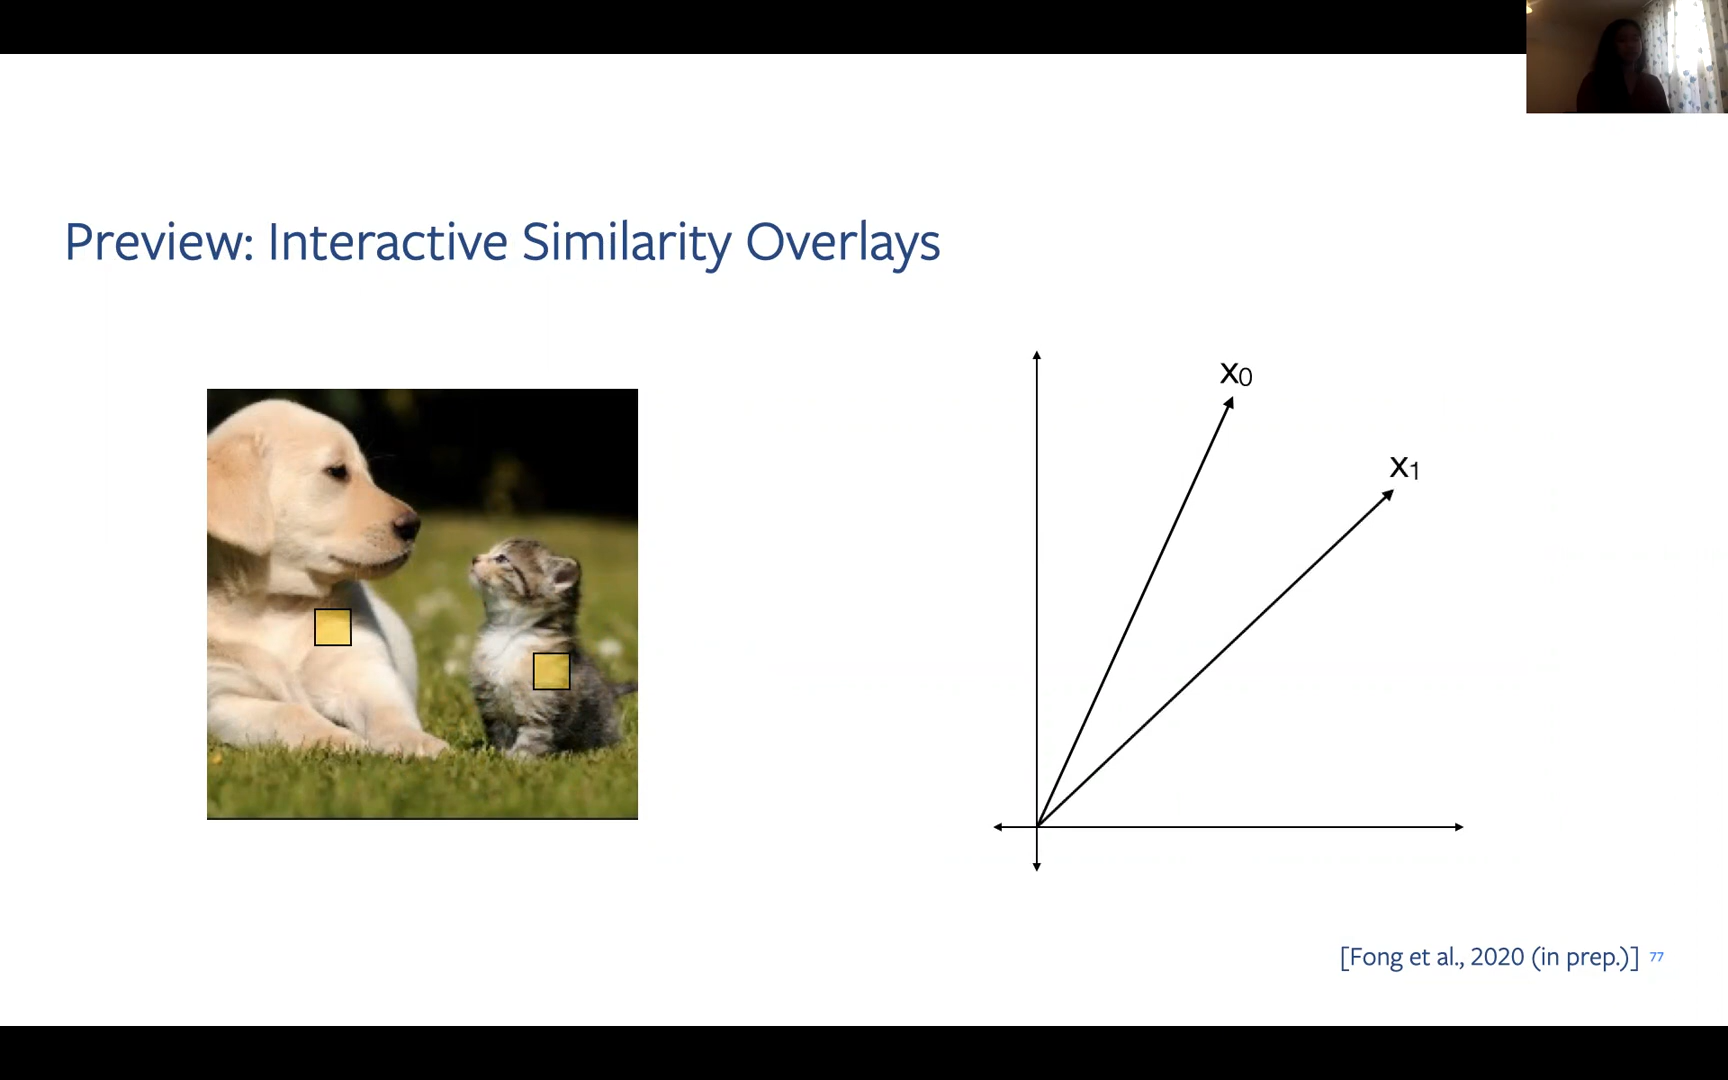 Preview: Interactive Similarity Overlays
x₀
x₁
[Fong et al., 2020 (in prep.)] 77